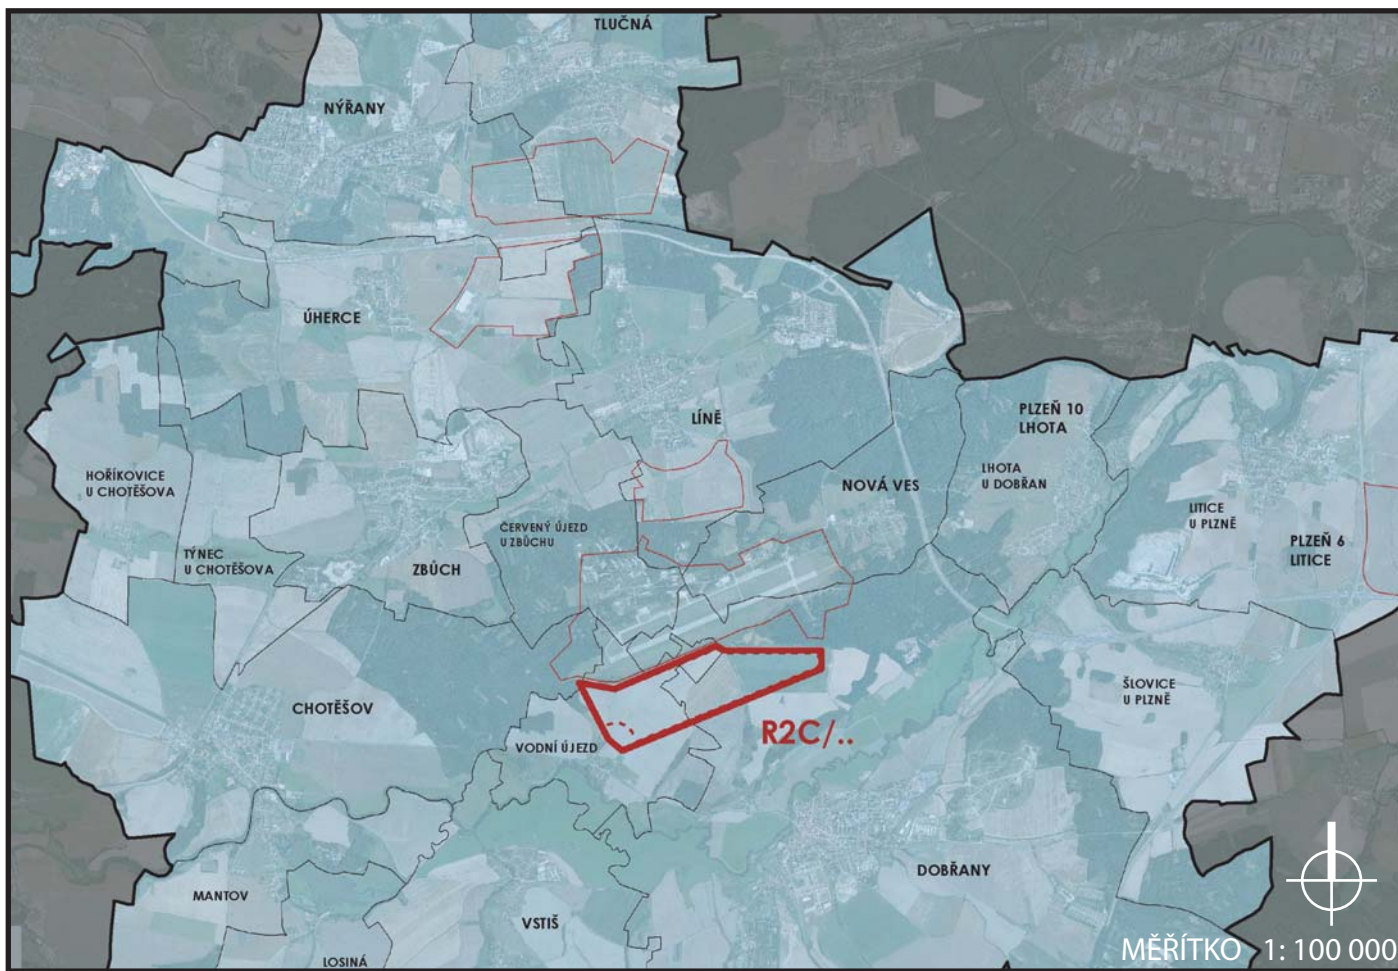 TLUČNÁ
NÝŘANY
ÚHERCE
LÍNĚ
PLZEŇ 10
LHOTA
HOŘÍKOVICE
U CHOTĚŠOVA
LHOTA
U DOBŘAN
NOVÁ VES
LITICE
U PLZNĚ
ČERVENÝ ÚJEZD
U ZBŮCHU
PLZEŇ 6
LITICE
TÝNEC
U CHOTĚŠOVA
ZBŮCH
ŠLOVICE
U PLZNĚ
CHOTĚŠOV
R2C/..
VODNÍ ÚJEZD
DOBŘANY
MANTOV
VSTIŠ
MĚŘÍTKO 1: 100 000
LOSINÁ